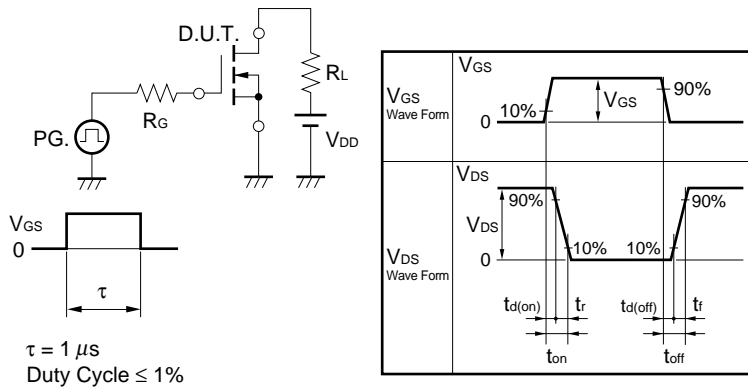 D.U.T.
RL
RG
PG.
VDD
VGS
0
τ
τ = 1 μs
Duty Cycle ≤ 1%
VGS
Wave Form
VGS
10%
VGS
90%
0
VDS
Wave Form
VDS
90%
VDS
10%
0
10%
90%
td(on)
tr
td(off)
tf
ton
toff